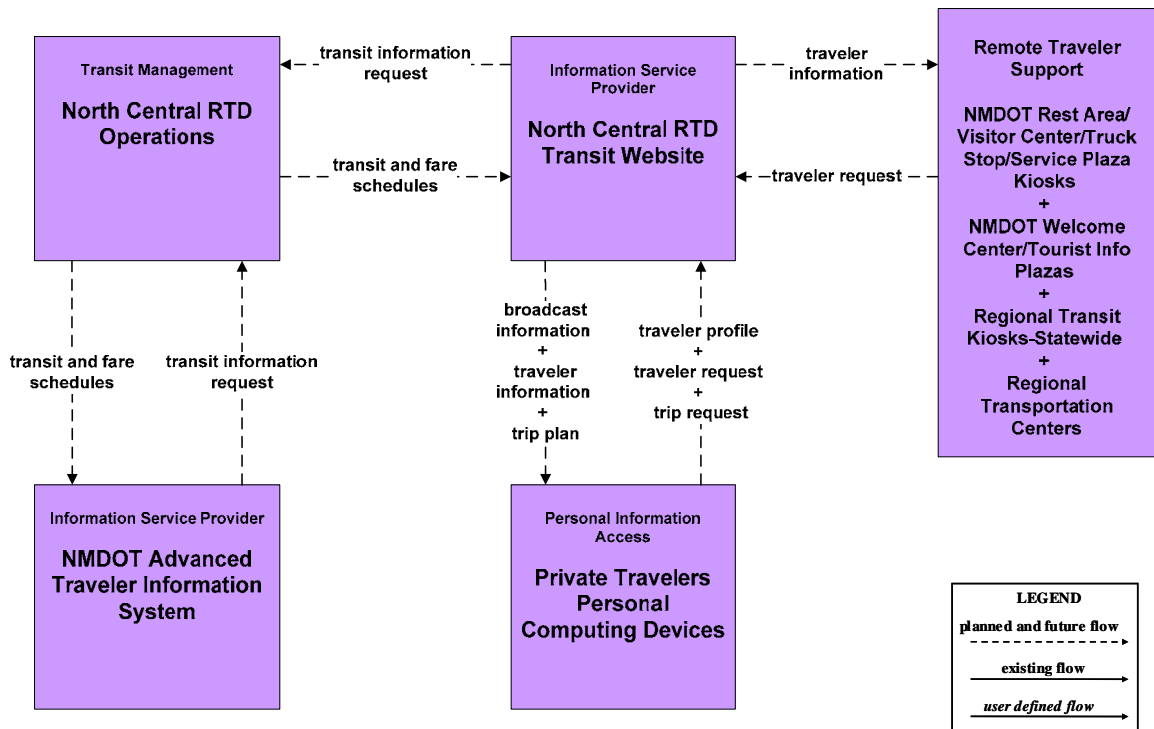 Transit Management
North Central RTD
Operations
transit information
request
Information Service
Provider
North Central RTD
Transit Website
traveler
information
Remote Traveler
Support
NMDOT Rest Area/
Visitor Center/Truck
Stop/Service Plaza
Kiosks
+
NMDOT Welcome
Center/Tourist Info
Plazas
+
Regional Transit
Kiosks-Statewide
+
Regional
Transportation
Centers
transit and fare
schedules
traveler request
transit and fare
schedules
transit information
request
broadcast
information
+
traveler
information
+
trip plan
traveler profile
+
traveler request
+
trip request
Information Service Provider
NMDOT Advanced
Traveler Information
System
Personal Information
Access
Private Travelers
Personal
Computing Devices
LEGEND
planned and future flow
existing flow
user defined flow